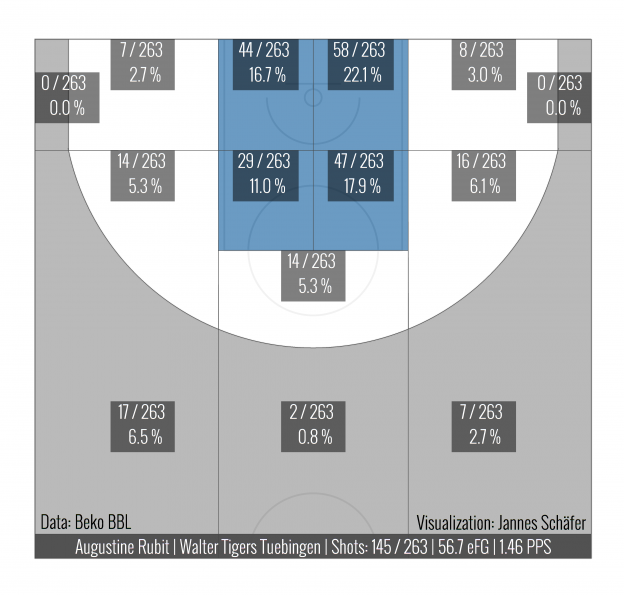 7 / 263
2.7 %
44 / 263
16.7 %
58 / 263
22.1 %
8 / 263
3.0 %
0 / 263
0.0 %
0 / 263
0.0 %
14 / 263
5.3 %
29 / 263
11.0 %
47 / 263
17.9 %
16 / 263
6.1 %
14 / 263
5.3 %
17 / 263
6.5 %
2 / 263
0.8 %
7 / 263
2.7 %
Data: Beko BBL
Visualization: Jannes Schäfer
Augustine Rubit | Walter Tigers Tuebingen | Shots: 145 / 263 | 56.7 eFG | 1.46 PPS